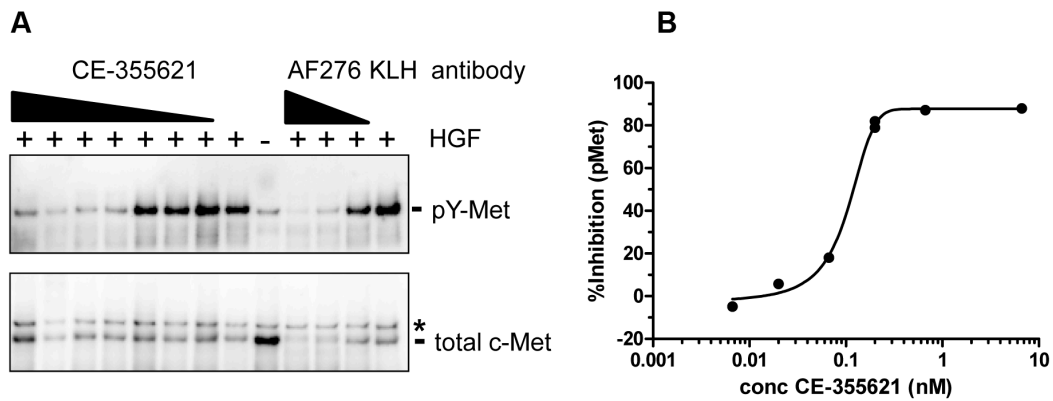 A
CE-355621 AF276 KLH antibody
+ + + + + + + + - + + + + HGF
- pY-Met
*
- total c-Met
B
%Inhibition (pMet)
100
80
60
40
20
0
-20
0.001 0.01 0.1 1 10
conc CE-355621 (nM)